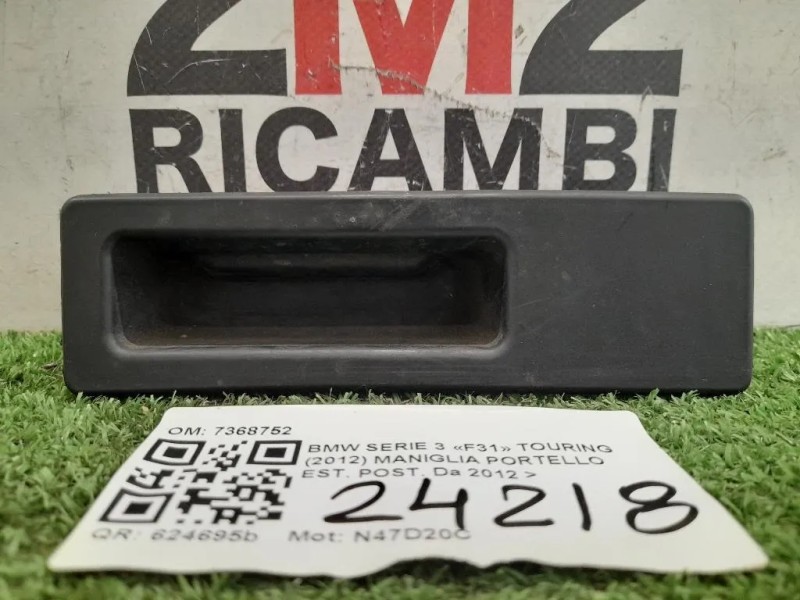 2M2
RICAMBI
OM: 7368752
BMW SERIE 3 «F31» TOURING
(2012) MANIGLIA PORTELLO
EST. POST. Da 2012 >
24218
QR: 624695b Mot: N47D20C